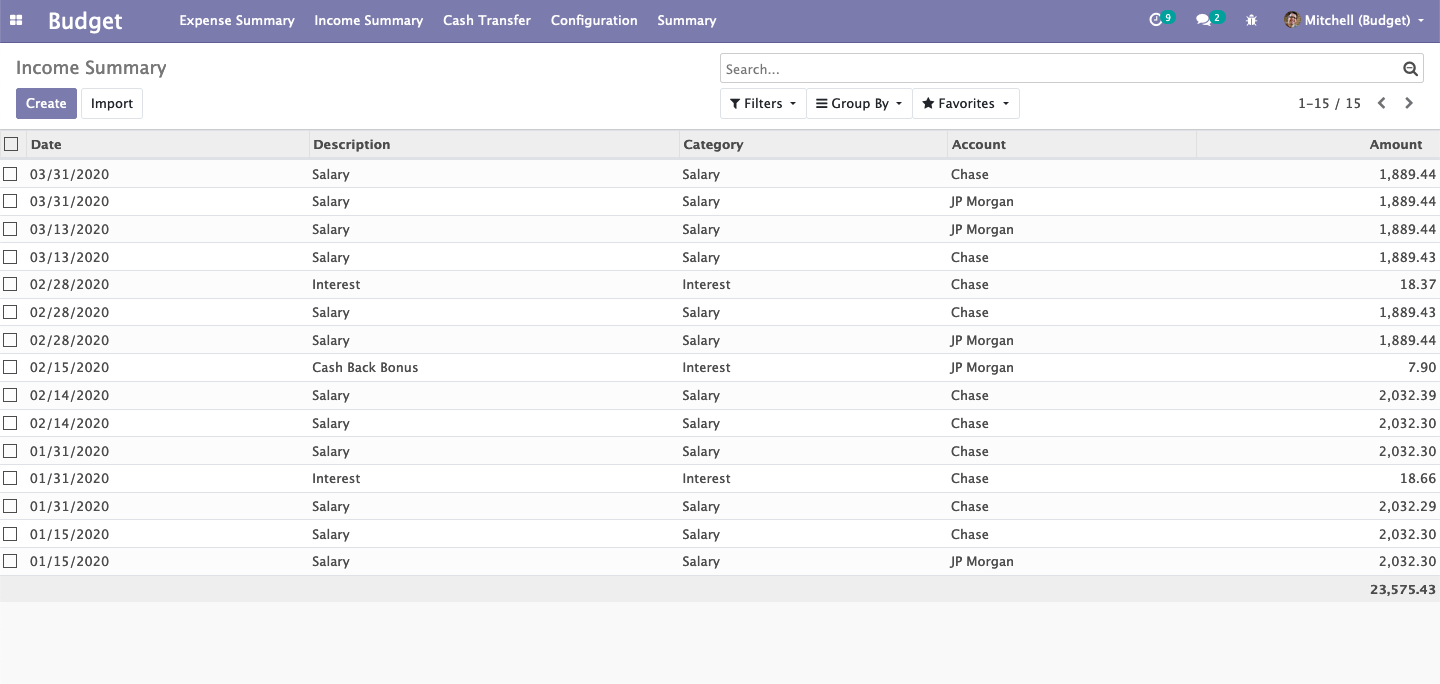 Budget Expense Summary Income Summary Cash Transfer Configuration Summary 9 2 Mitchell (Budget)
Income Summary Search...
Create Import Filters Group By Favorites 1-15 / 15
Date Description Category Account Amount
03/31/2020 Salary Salary Chase 1,889.44
03/31/2020 Salary Salary JP Morgan 1,889.44
03/13/2020 Salary Salary JP Morgan 1,889.44
03/13/2020 Salary Salary Chase 1,889.43
02/28/2020 Interest Interest Chase 18.37
02/28/2020 Salary Salary Chase 1,889.43
02/28/2020 Salary Salary JP Morgan 1,889.44
02/15/2020 Cash Back Bonus Interest JP Morgan 7.90
02/14/2020 Salary Salary Chase 2,032.39
02/14/2020 Salary Salary Chase 2,032.30
01/31/2020 Salary Salary Chase 2,032.30
01/31/2020 Interest Interest Chase 18.66
01/31/2020 Salary Salary Chase 2,032.29
01/15/2020 Salary Salary Chase 2,032.30
01/15/2020 Salary Salary JP Morgan 2,032.30
23,575.43